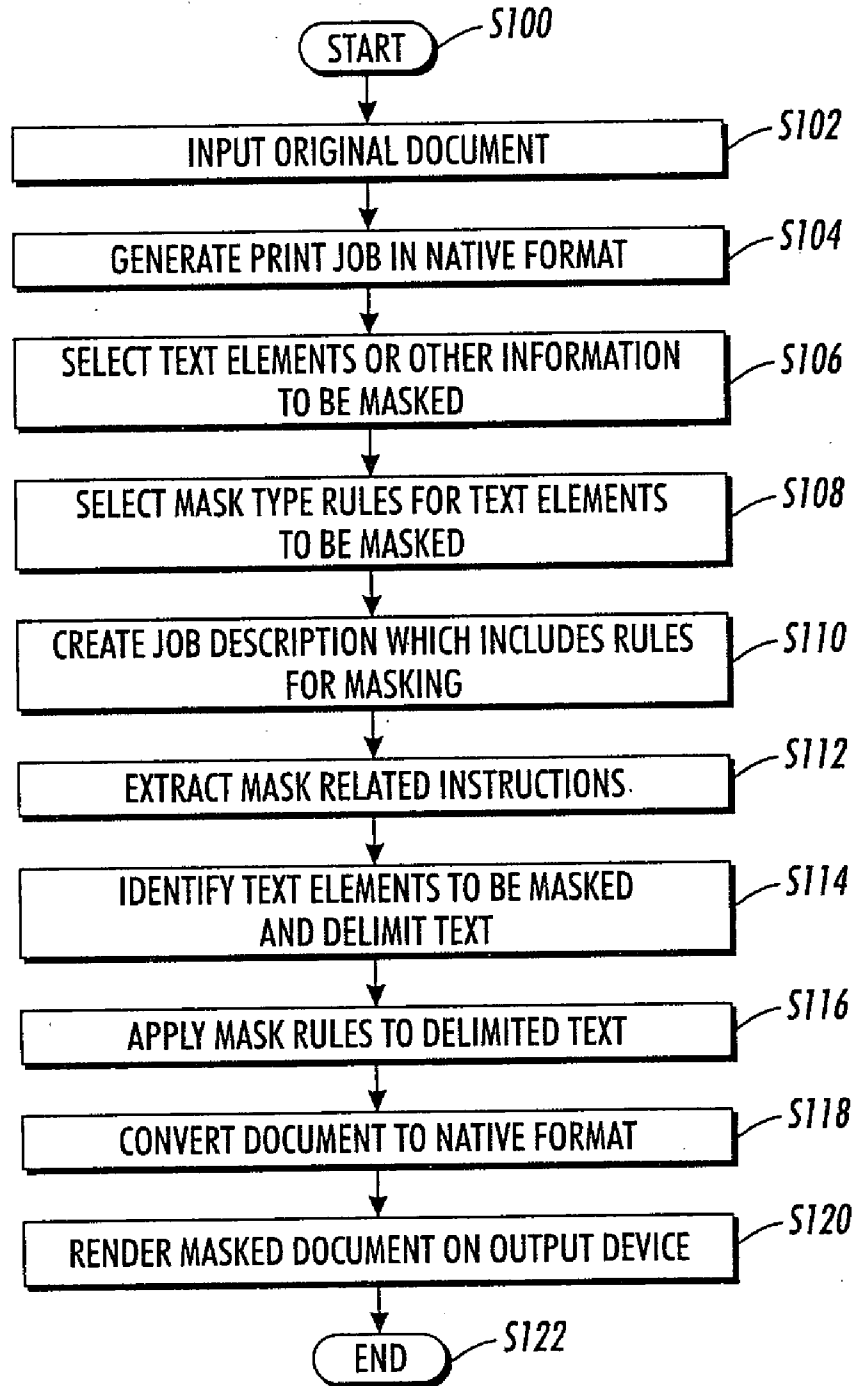 START
S100
INPUT ORIGINAL DOCUMENT
S102
GENERATE PRINT JOB IN NATIVE FORMAT
S104
SELECT TEXT ELEMENTS OR OTHER INFORMATION
TO BE MASKED
S106
SELECT MASK TYPE RULES FOR TEXT ELEMENTS
TO BE MASKED
S108
CREATE JOB DESCRIPTION WHICH INCLUDES RULES
FOR MASKING
S110
EXTRACT MASK RELATED INSTRUCTIONS
S112
IDENTIFY TEXT ELEMENTS TO BE MASKED
AND DELIMIT TEXT
S114
APPLY MASK RULES TO DELIMITED TEXT
S116
CONVERT DOCUMENT TO NATIVE FORMAT
S118
RENDER MASKED DOCUMENT ON OUTPUT DEVICE
S120
END
S122